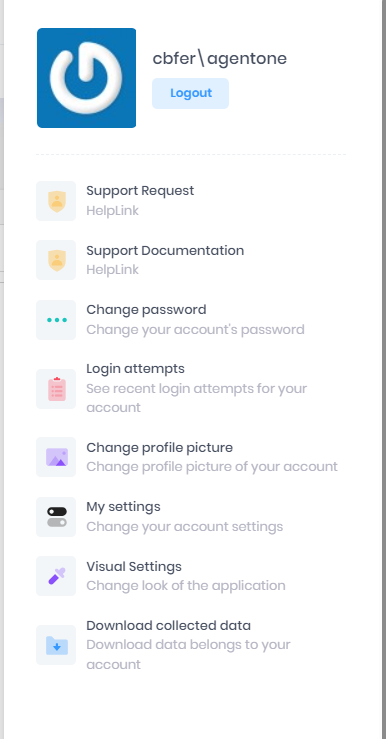 cbfer\agentone
Logout
Support Request
HelpLink
Support Documentation
HelpLink
Change password
Change your account's password
Login attempts
See recent login attempts for your
account
Change profile picture
Change profile picture of your account
My settings
Change your account settings
Visual Settings
Change look of the application
Download collected data
Download data belongs to your
account